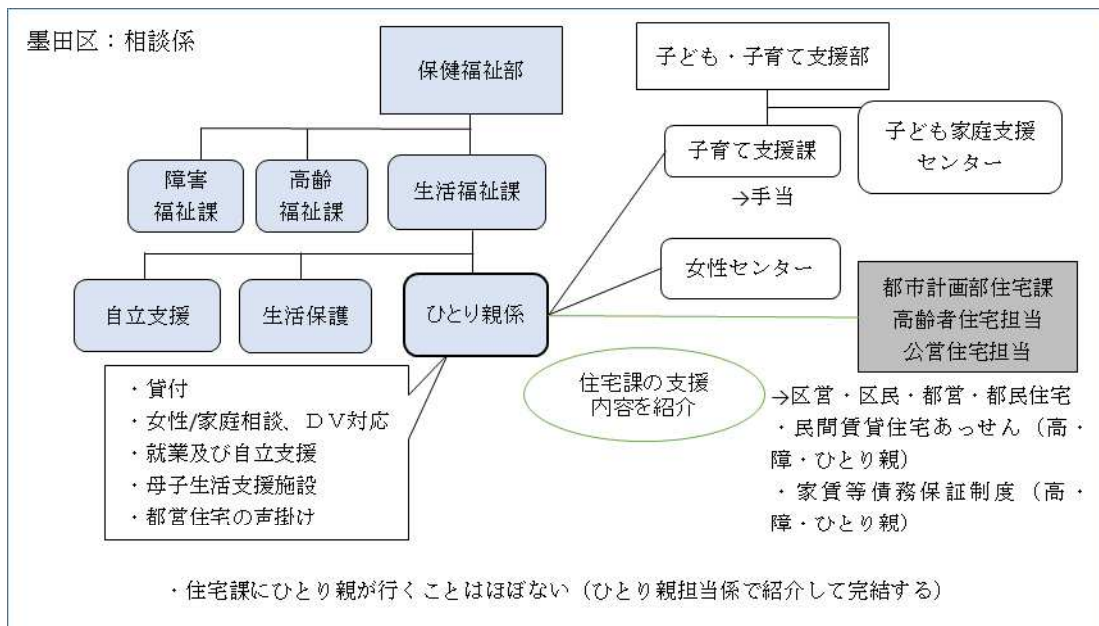 墨田区：相談係
保健福祉部
子ども・子育て支援部
障害
福祉課
高齢
福祉課
生活福祉課
子育て支援課
→手当
子ども家庭支援
センター
自立支援
生活保護
ひとり親係
女性センター
都市計画部住宅課
高齢者住宅担当
公営住宅担当
・貸付
・女性/家庭相談、ＤＶ対応
・就業及び自立支援
・母子生活支援施設
・都営住宅の声掛け
住宅課の支援
内容を紹介
→区営・区民・都営・都民住宅
・民間賃貸住宅あっせん（高・
障・ひとり親）
・家賃等債務保証制度（高・
障・ひとり親）
・住宅課にひとり親が行くことはほぼない（ひとり親担当係で紹介して完結する）